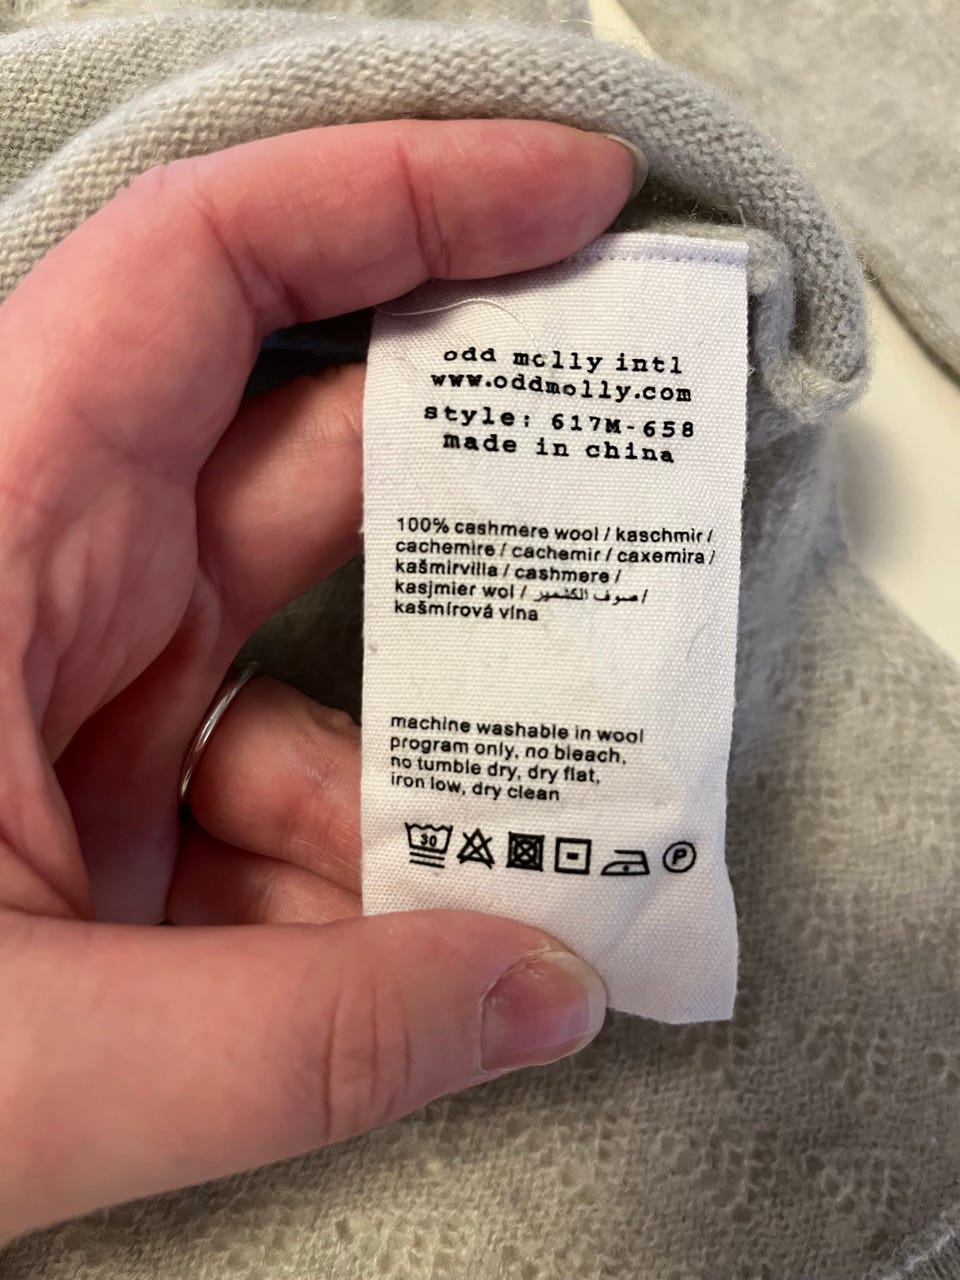 odd molly intl
www.oddmolly.com
style: 617M-658
made in china
100% cashmere wool / kaschmir /
cachemire / cachemir / caxemira /
kašmirvilla / cashmere /
kasjmier wol / صوف الكشمير /
kašmírová vlna
machine washable in wool
program only, no bleach,
no tumble dry, dry flat,
iron low, dry clean
30
P